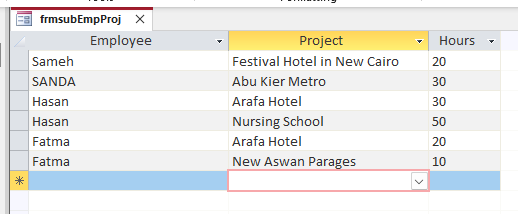 frmsubEmpProj
Employee Project Hours
Sameh Festival Hotel in New Cairo 20
SANDA Abu Kier Metro 30
Hasan Arafa Hotel 30
Hasan Nursing School 50
Fatma Arafa Hotel 20
Fatma New Aswan Parages 10